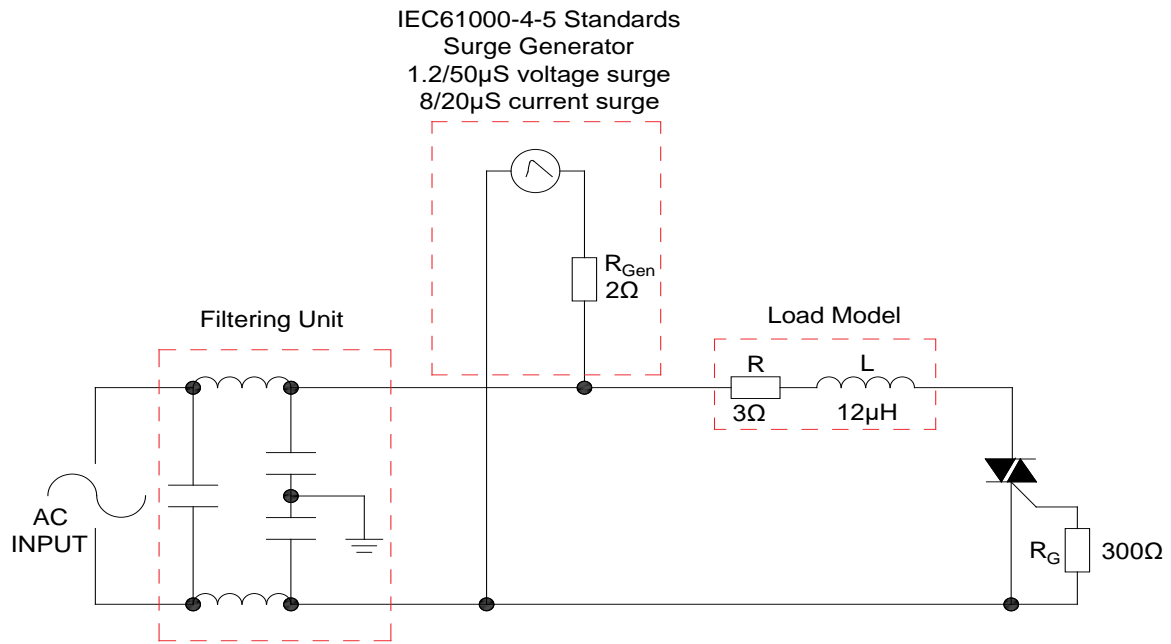 IEC61000-4-5 Standards
Surge Generator
1.2/50µS voltage surge
8/20µS current surge
RGen
2Ω
Filtering Unit
Load Model
R
L
3Ω
12µH
AC
INPUT
RG
300Ω